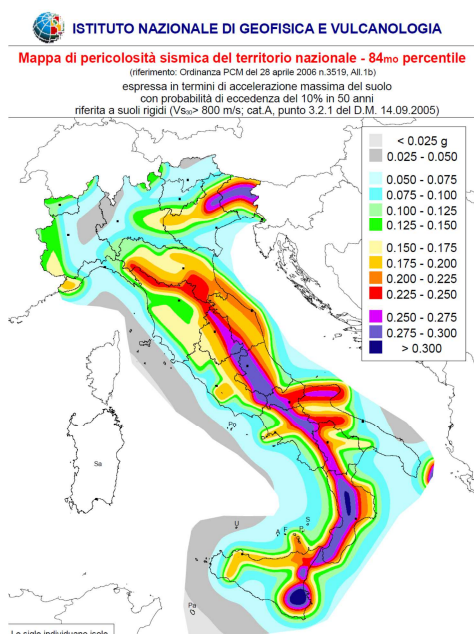 ISTITUTO NAZIONALE DI GEOFISICA E VULCANOLOGIA
Mappa di pericolosità sismica del territorio nazionale - 84mo percentile
(riferimento: Ordinanza PCM del 28 aprile 2006 n.3519, All.1b)
espressa in termini di accelerazione massima del suolo
con probabilità di eccedenza del 10% in 50 anni
riferita a suoli rigidi (Vs30> 800 m/s; cat.A, punto 3.2.1 del D.M. 14.09.2005)
< 0.025 g
0.025 - 0.050
0.050 - 0.075
0.075 - 0.100
0.100 - 0.125
0.125 - 0.150
0.150 - 0.175
0.175 - 0.200
0.200 - 0.225
0.225 - 0.250
0.250 - 0.275
0.275 - 0.300
> 0.300
Po
Sa
U
A
F
P
S
Pa
Le sigle individuano isole